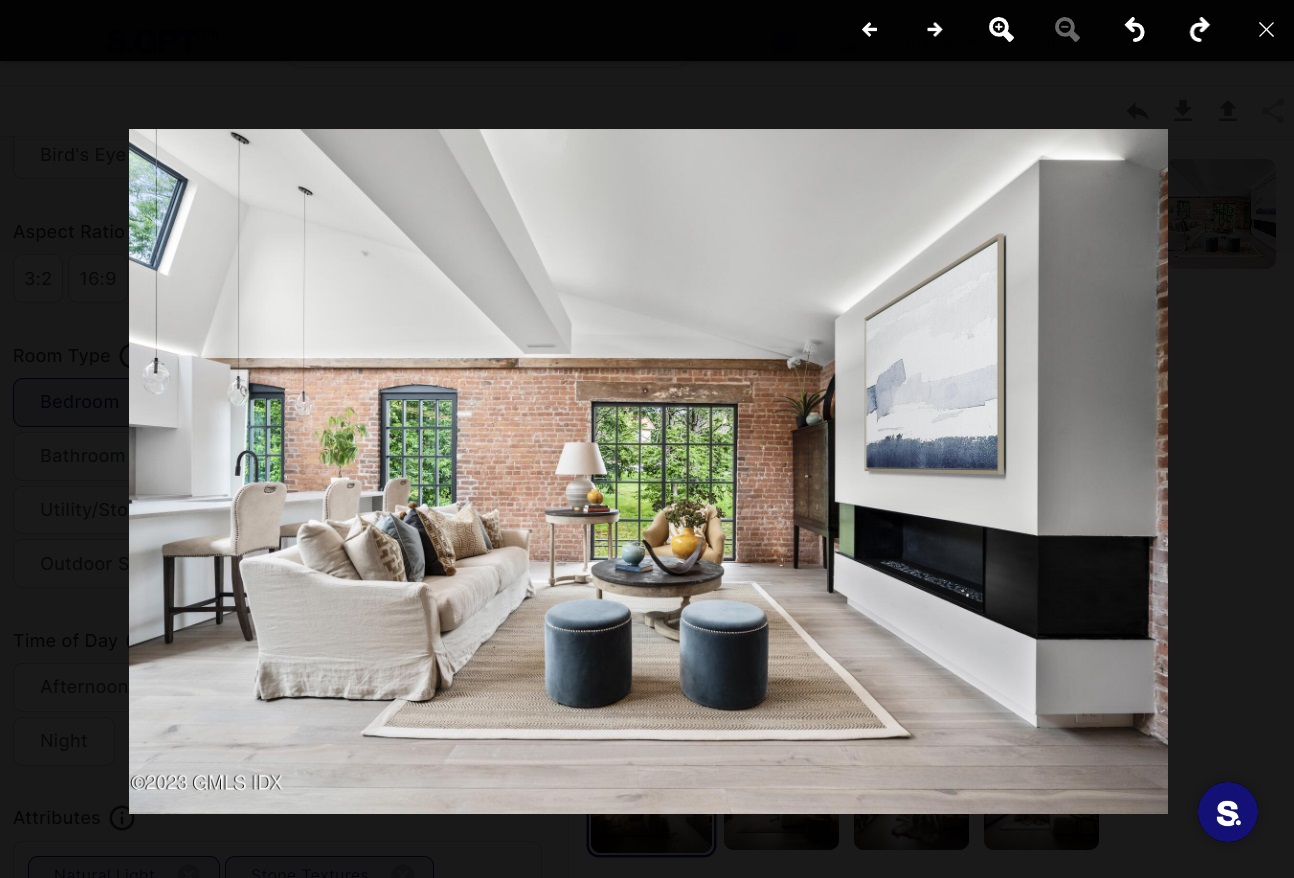 &.GPT™
Bird's Eye
Aspect Ratio
3:2 16:9
Room Type
Bedroom
Bathroom
Utility/Sto
Outdoor S
Time of Day
Afternoon
Night
Attributes
Natural Light Stone Textures
©2023 GMLS IDX
S.